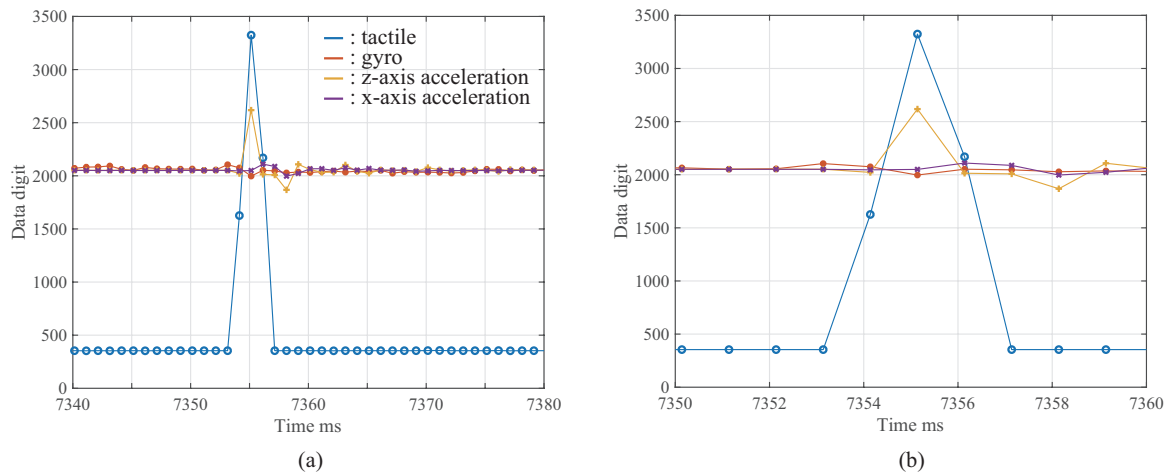 3500
3000
2500
2000
1500
1000
500
0
Data digit
: tactile
: gyro
: z-axis acceleration
: x-axis acceleration
7340 7350 7360 7370 7380
Time ms
(a)
3500
3000
2500
2000
1500
1000
500
0
Data digit
7350 7352 7354 7356 7358 7360
Time ms
(b)